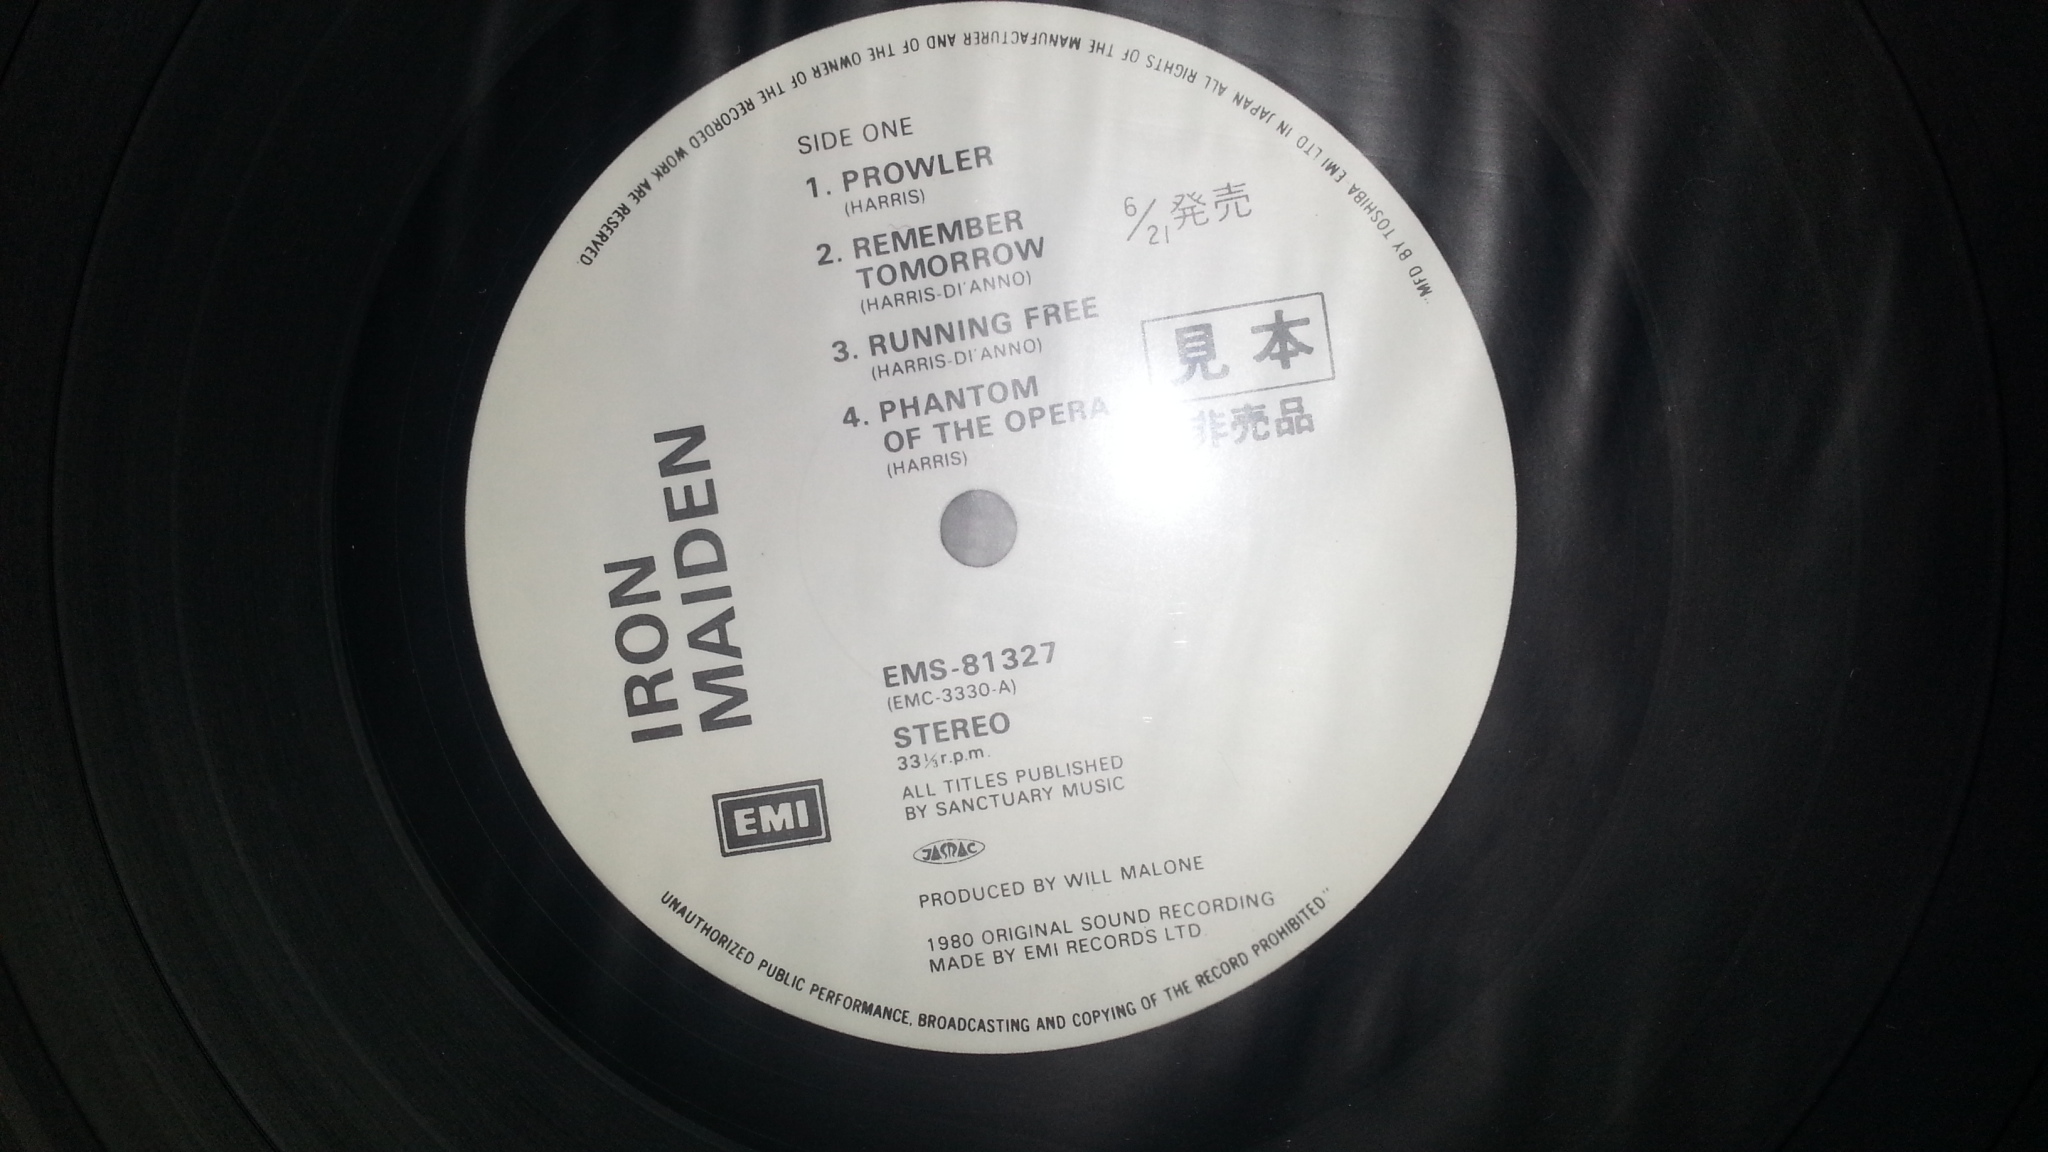 SIDE ONE
1. PROWLER
(HARRIS)
2. REMEMBER
TOMORROW
(HARRIS-DI'ANNO)
3. RUNNING FREE
(HARRIS-DI'ANNO)
4. PHANTOM
OF THE OPERA
(HARRIS)
6/21発売
見本
非売品
IRON
MAIDEN
EMI
EMS-81327
(EMC-3330-A)
STEREO
33⅓r.p.m.
ALL TITLES PUBLISHED
BY SANCTUARY MUSIC
JASRAC
PRODUCED BY WILL MALONE
1980 ORIGINAL SOUND RECORDING
MADE BY EMI RECORDS LTD.
"MFD BY TOSHIBA EMI LTD IN JAPAN ALL RIGHTS OF THE MANUFACTURER AND OF THE OWNER OF THE RECORDED WORK ARE RESERVED.
UNAUTHORIZED PUBLIC PERFORMANCE, BROADCASTING AND COPYING OF THE RECORD PROHIBITED."